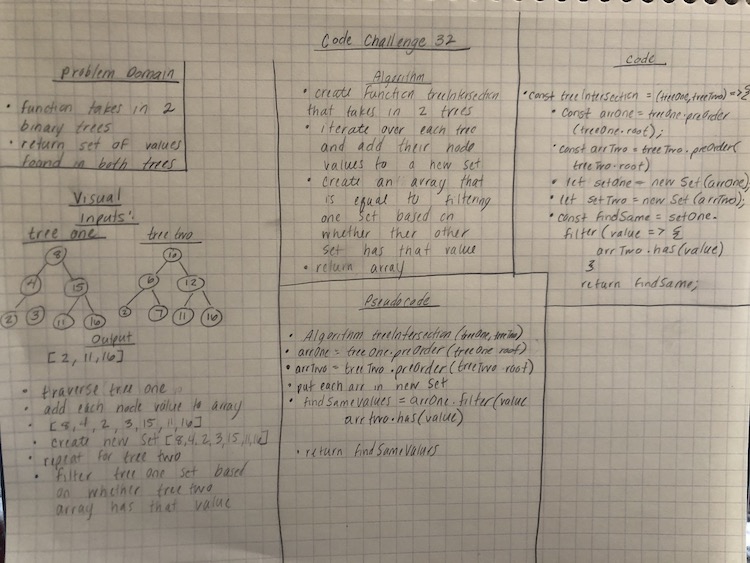 Code Challenge 32
Problem Domain
• function takes in 2
binary trees
• return set of values
found in both trees
Visual
Inputs:
tree one
tree two
8
4
15
2
3
11
16
10
6
12
2
7
11
16
Output
[2, 11, 16]
• traverse tree one
• add each node value to array
• [8, 4, 2, 3, 15, 11, 16]
• create new set [8,4,2,3,15,11,16]
• repeat for tree two
• filter tree one set based
on whether tree two
array has that value
Algorithm
• create function treeIntersection
that takes in 2 trees
• iterate over each tree
and add their node
values to a new set
• create an array that
is equal to filtering
one set based on
whether ther other
set has that value
• return array
Pseudocode
• Algorithm treeIntersection (treeOne, treeTwo)
• arrOne = tree One.preOrder (treeOne root)
• arrTwo = tree Two.preOrder (treeTwo root)
• put each arr in new set
• findSameValues = arrOne.filter(value
arr two.has(value)
• return findSameValues
Code
• const treeIntersection = (treeOne, treeTwo) => {
• const arrOne = treeOne.preorder
(treeOne.root);
• const arrTwo = treeTwo.preOrder(
treeTwo.root)
• let setOne = new Set(arrOne);
• let setTwo = new Set(arrTwo);
• const findSame = setOne.
filter(value => {
arrTwo.has(value)
}
return findSame;